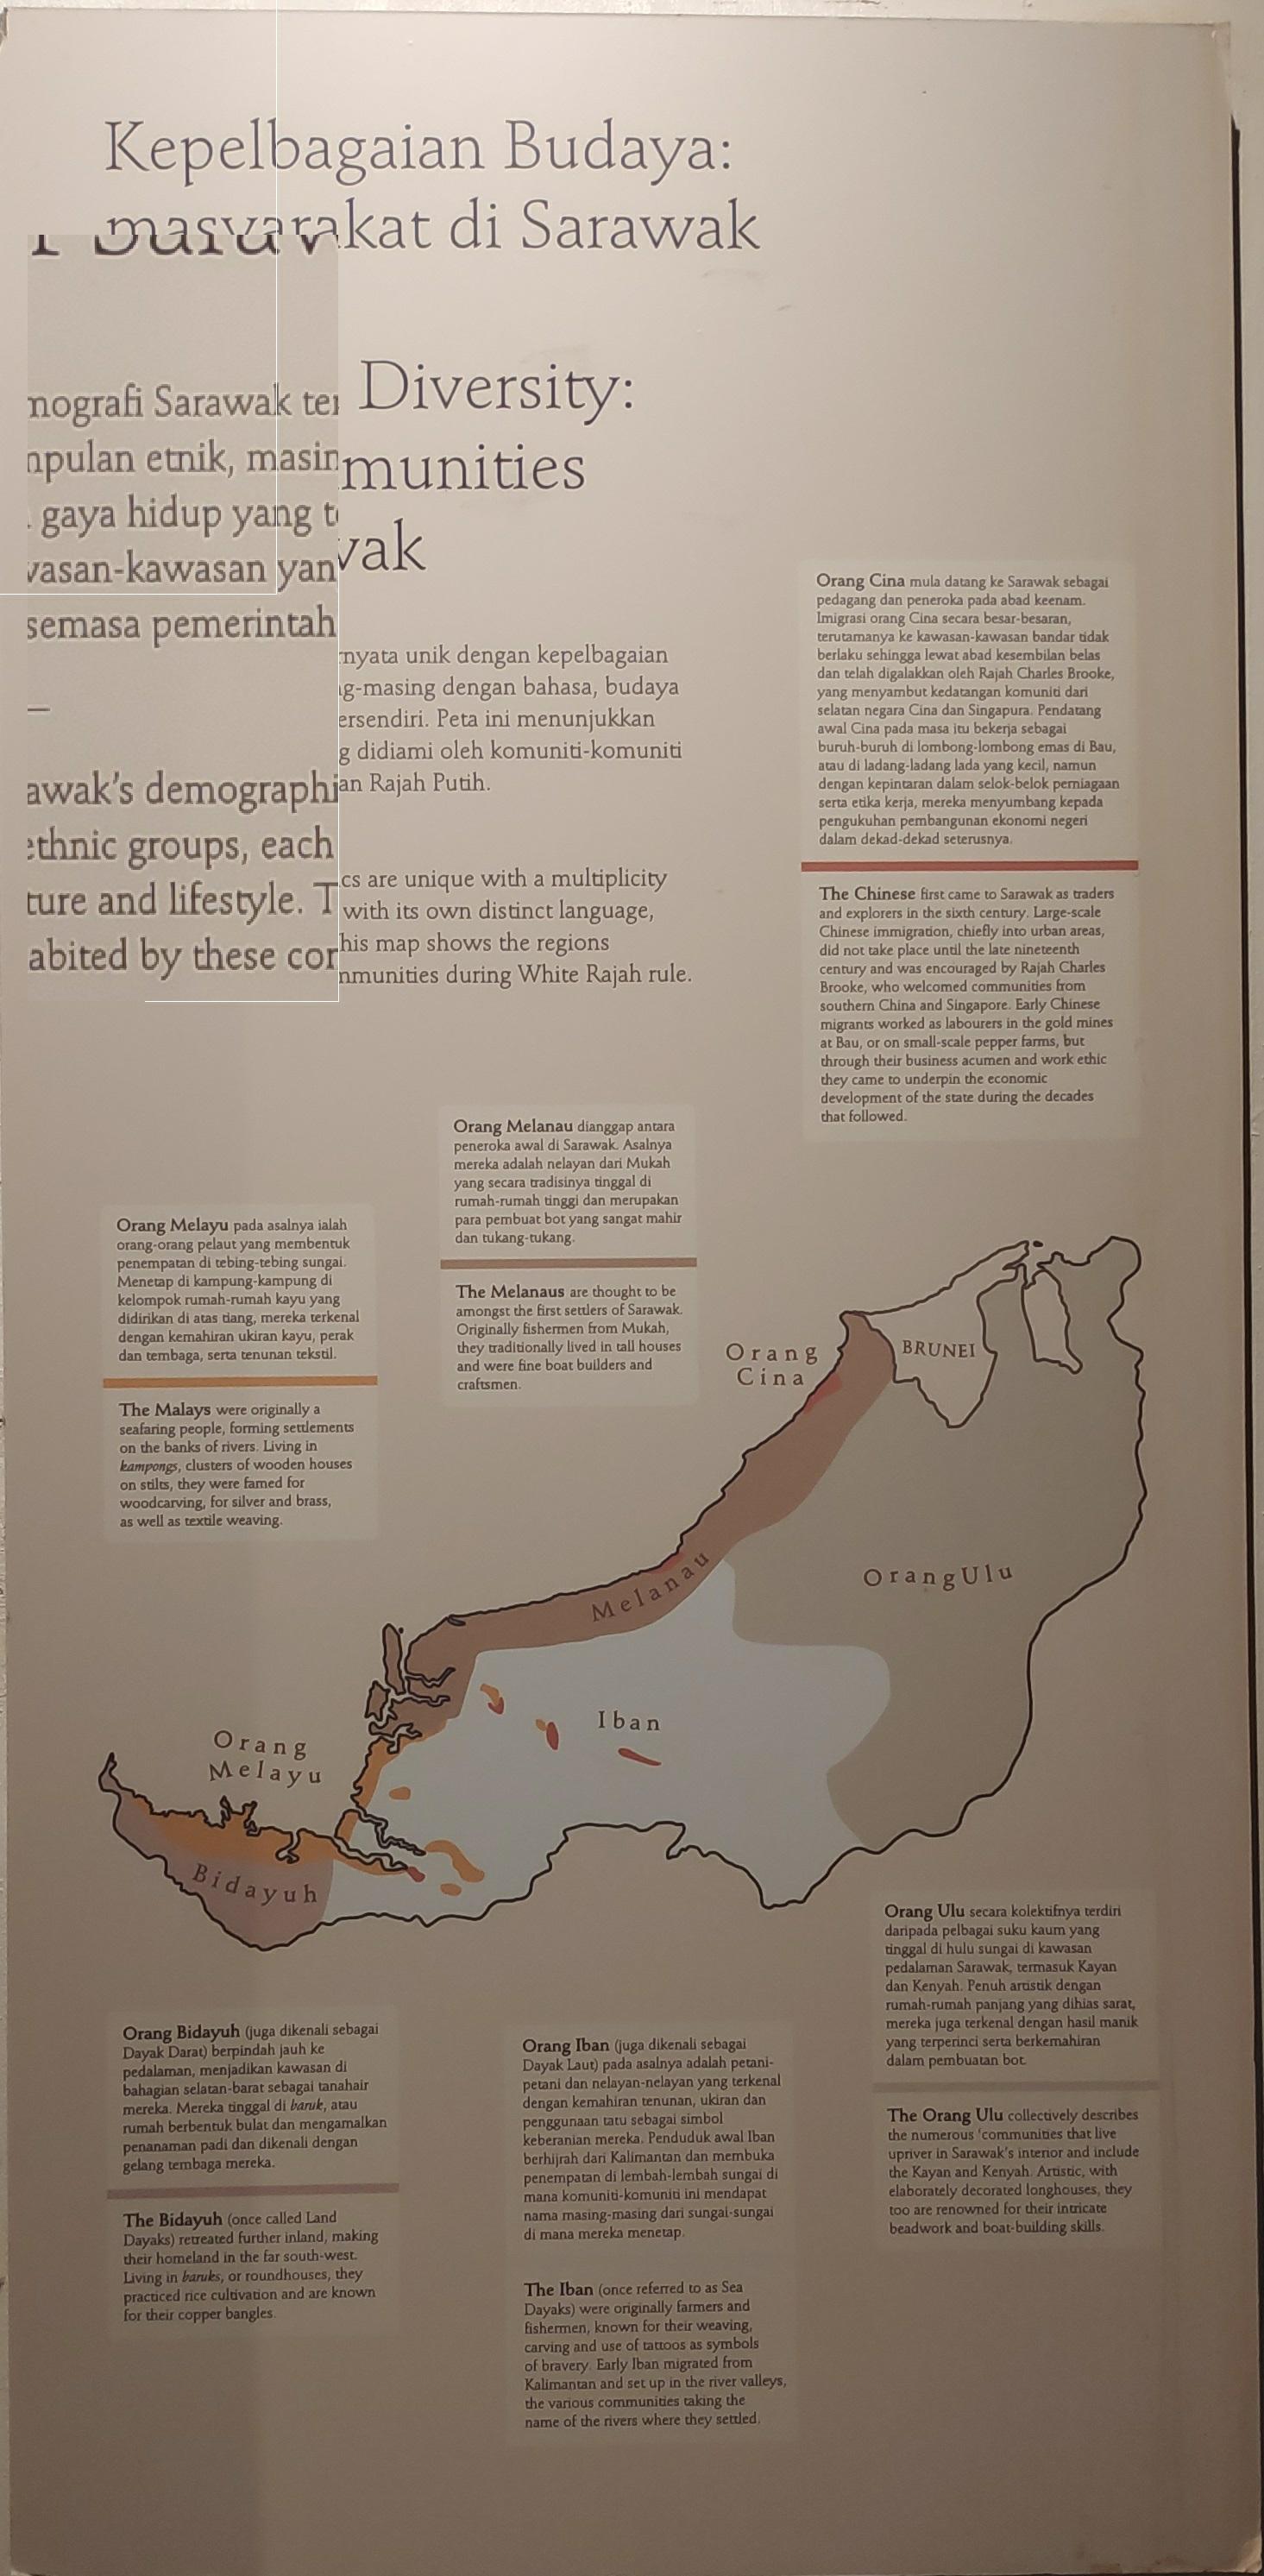 Kepelbagaian Budaya:
masyarakat di Sarawak
Diversity:
munities
vak
nografi Sarawak ter
npulan etnik, masin
gaya hidup yang t
vasan-kawasan yan
semasa pemerintah
–
awak's demographi
ethnic groups, each
ture and lifestyle. T
abited by these cor
rnyata unik dengan kepelbagaian
g-masing dengan bahasa, budaya
ersendiri. Peta ini menunjukkan
g didiami oleh komuniti-komuniti
an Rajah Putih.
cs are unique with a multiplicity
with its own distinct language,
his map shows the regions
nmunities during White Rajah rule.
Orang Cina mula datang ke Sarawak sebagai
pedagang dan peneroka pada abad keenam.
Imigrasi orang Cina secara besar-besaran,
terutamanya ke kawasan-kawasan bandar tidak
berlaku sehingga lewat abad kesembilan belas
dan telah digalakkan oleh Rajah Charles Brooke,
yang menyambut kedatangan komuniti dari
selatan negara Cina dan Singapura. Pendatang
awal Cina pada masa itu bekerja sebagai
buruh-buruh di lombong-lombong emas di Bau,
atau di ladang-ladang lada yang kecil, namun
dengan kepintaran dalam selok-belok perniagaan
serta etika kerja, mereka menyumbang kepada
pengukuhan pembangunan ekonomi negeri
dalam dekad-dekad seterusnya.
The Chinese first came to Sarawak as traders
and explorers in the sixth century. Large-scale
Chinese immigration, chiefly into urban areas,
did not take place until the late nineteenth
century and was encouraged by Rajah Charles
Brooke, who welcomed communities from
southern China and Singapore. Early Chinese
migrants worked as labourers in the gold mines
at Bau, or on small-scale pepper farms, but
through their business acumen and work ethic
they came to underpin the economic
development of the state during the decades
that followed.
Orang Melanau dianggap antara
peneroka awal di Sarawak. Asalnya
mereka adalah nelayan dari Mukah
yang secara tradisinya tinggal di
rumah-rumah tinggi dan merupakan
para pembuat bot yang sangat mahir
dan tukang-tukang.
The Melanaus are thought to be
amongst the first settlers of Sarawak.
Originally fishermen from Mukah,
they traditionally lived in tall houses
and were fine boat builders and
craftsmen.
Orang Melayu pada asalnya ialah
orang-orang pelaut yang membentuk
penempatan di tebing-tebing sungai.
Menetap di kampung-kampung di
kelompok rumah-rumah kayu yang
didirikan di atas tiang, mereka terkenal
dengan kemahiran ukiran kayu, perak
dan tembaga, serta tenunan tekstil.
The Malays were originally a
seafaring people, forming settlements
on the banks of rivers. Living in
kampongs, clusters of wooden houses
on stilts, they were famed for
woodcarving, for silver and brass,
as well as textile weaving.
Orang
Cina
BRUNEI
Orang Ulu
Melanau
Iban
Orang
Melayu
Bidayuh
Orang Ulu secara kolektifnya terdiri
daripada pelbagai suku kaum yang
tinggal di hulu sungai di kawasan
pedalaman Sarawak, termasuk Kayan
dan Kenyah. Penuh artistik dengan
rumah-rumah panjang yang dihias sarat,
mereka juga terkenal dengan hasil manik
yang terperinci serta berkemahiran
dalam pembuatan bot.
The Orang Ulu collectively describes
the numerous 'communities that live
upriver in Sarawak's interior and include
the Kayan and Kenyah. Artistic, with
elaborately decorated longhouses, they
too are renowned for their intricate
beadwork and boat-building skills.
Orang Bidayuh (juga dikenali sebagai
Dayak Darat) berpindah jauh ke
pedalaman, menjadikan kawasan di
bahagian selatan-barat sebagai tanahair
mereka. Mereka tinggal di baruk, atau
rumah berbentuk bulat dan mengamalkan
penanaman padi dan dikenali dengan
gelang tembaga mereka.
The Bidayuh (once called Land
Dayaks) retreated further inland, making
their homeland in the far south-west.
Living in baruks, or roundhouses, they
practiced rice cultivation and are known
for their copper bangles.
Orang Iban (juga dikenali sebagai
Dayak Laut) pada asalnya adalah petani-
petani dan nelayan-nelayan yang terkenal
dengan kemahiran tenunan, ukiran dan
penggunaan tatu sebagai simbol
keberanian mereka. Penduduk awal Iban
berhijrah dari Kalimantan dan membuka
penempatan di lembah-lembah sungai di
mana komuniti-komuniti ini mendapat
nama masing-masing dari sungai-sungai
di mana mereka menetap.
The Iban (once referred to as Sea
Dayaks) were originally farmers and
fishermen, known for their weaving,
carving and use of tattoos as symbols
of bravery. Early Iban migrated from
Kalimantan and set up in the river valleys,
the various communities taking the
name of the rivers where they settled.